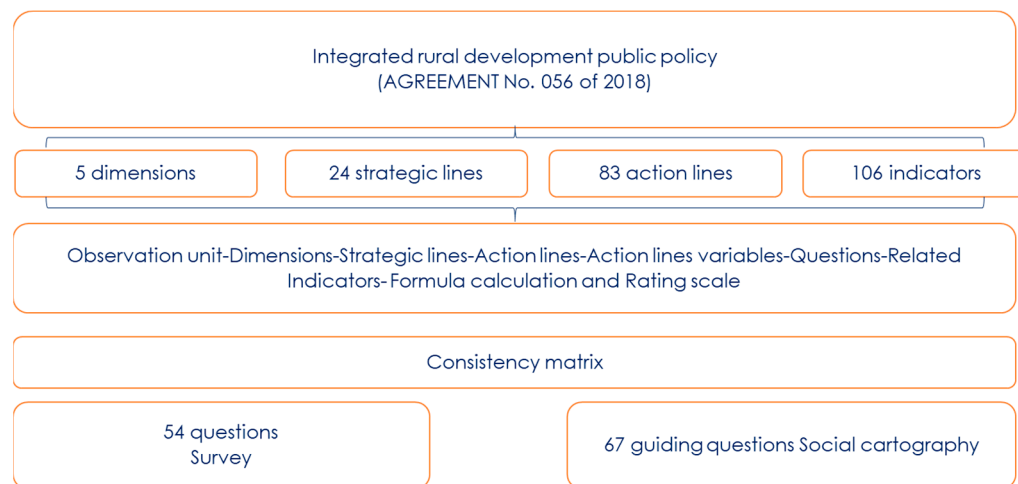 Integrated rural development public policy
(AGREEMENT No. 056 of 2018)
5 dimensions
24 strategic lines
83 action lines
106 indicators
Observation unit-Dimensions-Strategic lines-Action lines-Action lines variables-Questions-Related
Indicators- Formula calculation and Rating scale
Consistency matrix
54 questions
Survey
67 guiding questions Social cartography